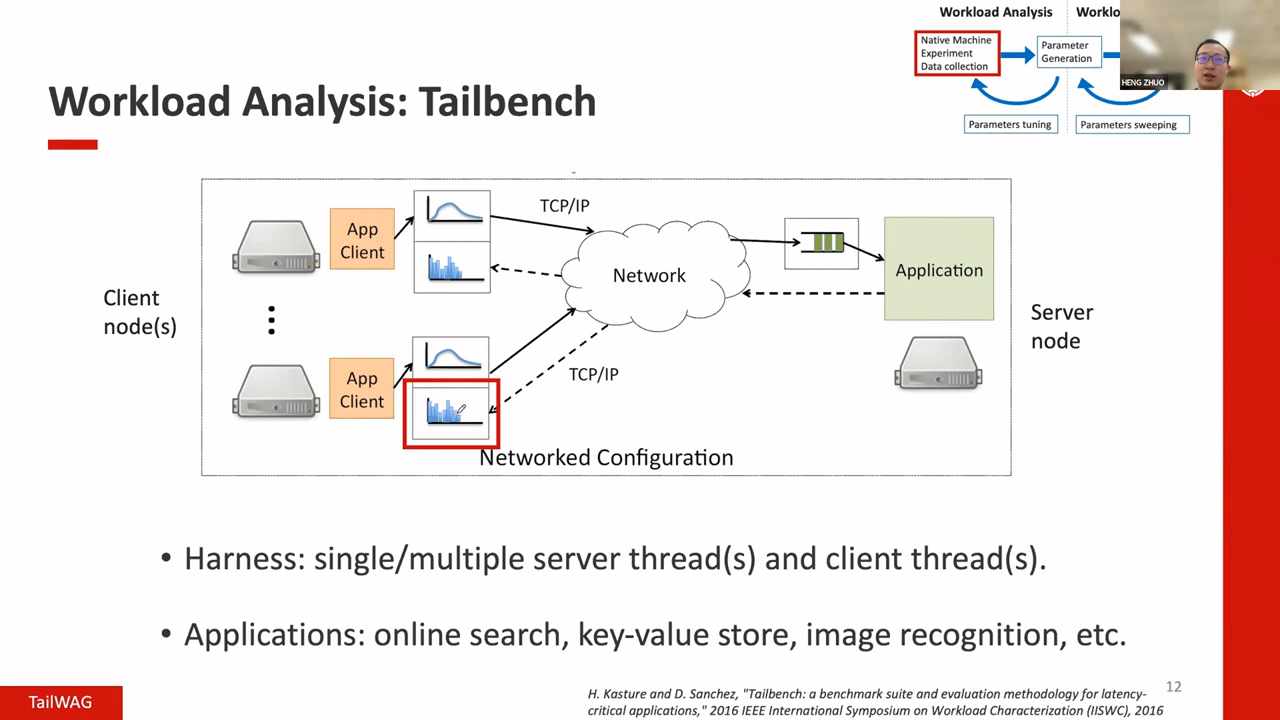 Workload Analysis: Tailbench
Workload Analysis
Worklo
Native Machine
Experiment
Data collection
Parameter
Generation
Parameters tuning
Parameters sweeping
HENG ZHUO
Client
node(s)
App
Client
App
Client
TCP/IP
Network
TCP/IP
Application
Server
node
Networked Configuration
• Harness: single/multiple server thread(s) and client thread(s).
• Applications: online search, key-value store, image recognition, etc.
TailWAG
H. Kasture and D. Sanchez, "Tailbench: a benchmark suite and evaluation methodology for latency-
critical applications," 2016 IEEE International Symposium on Workload Characterization (IISWC), 2016
12